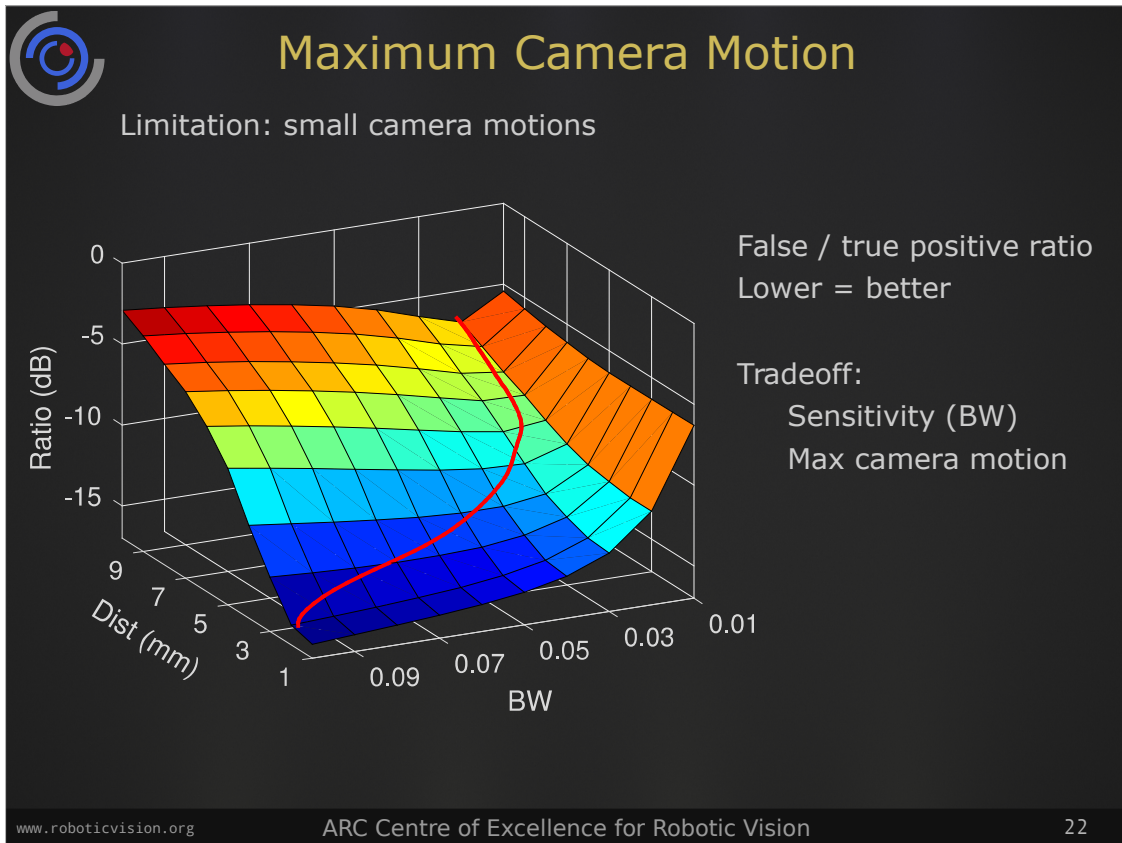 Maximum Camera Motion
Limitation: small camera motions
0
-5
-10
-15
Ratio (dB)
9
7
5
3
1
Dist (mm)
0.09
0.07
0.05
0.03
0.01
BW
False / true positive ratio
Lower = better
Tradeoff:
Sensitivity (BW)
Max camera motion
www.roboticvision.org
ARC Centre of Excellence for Robotic Vision
22